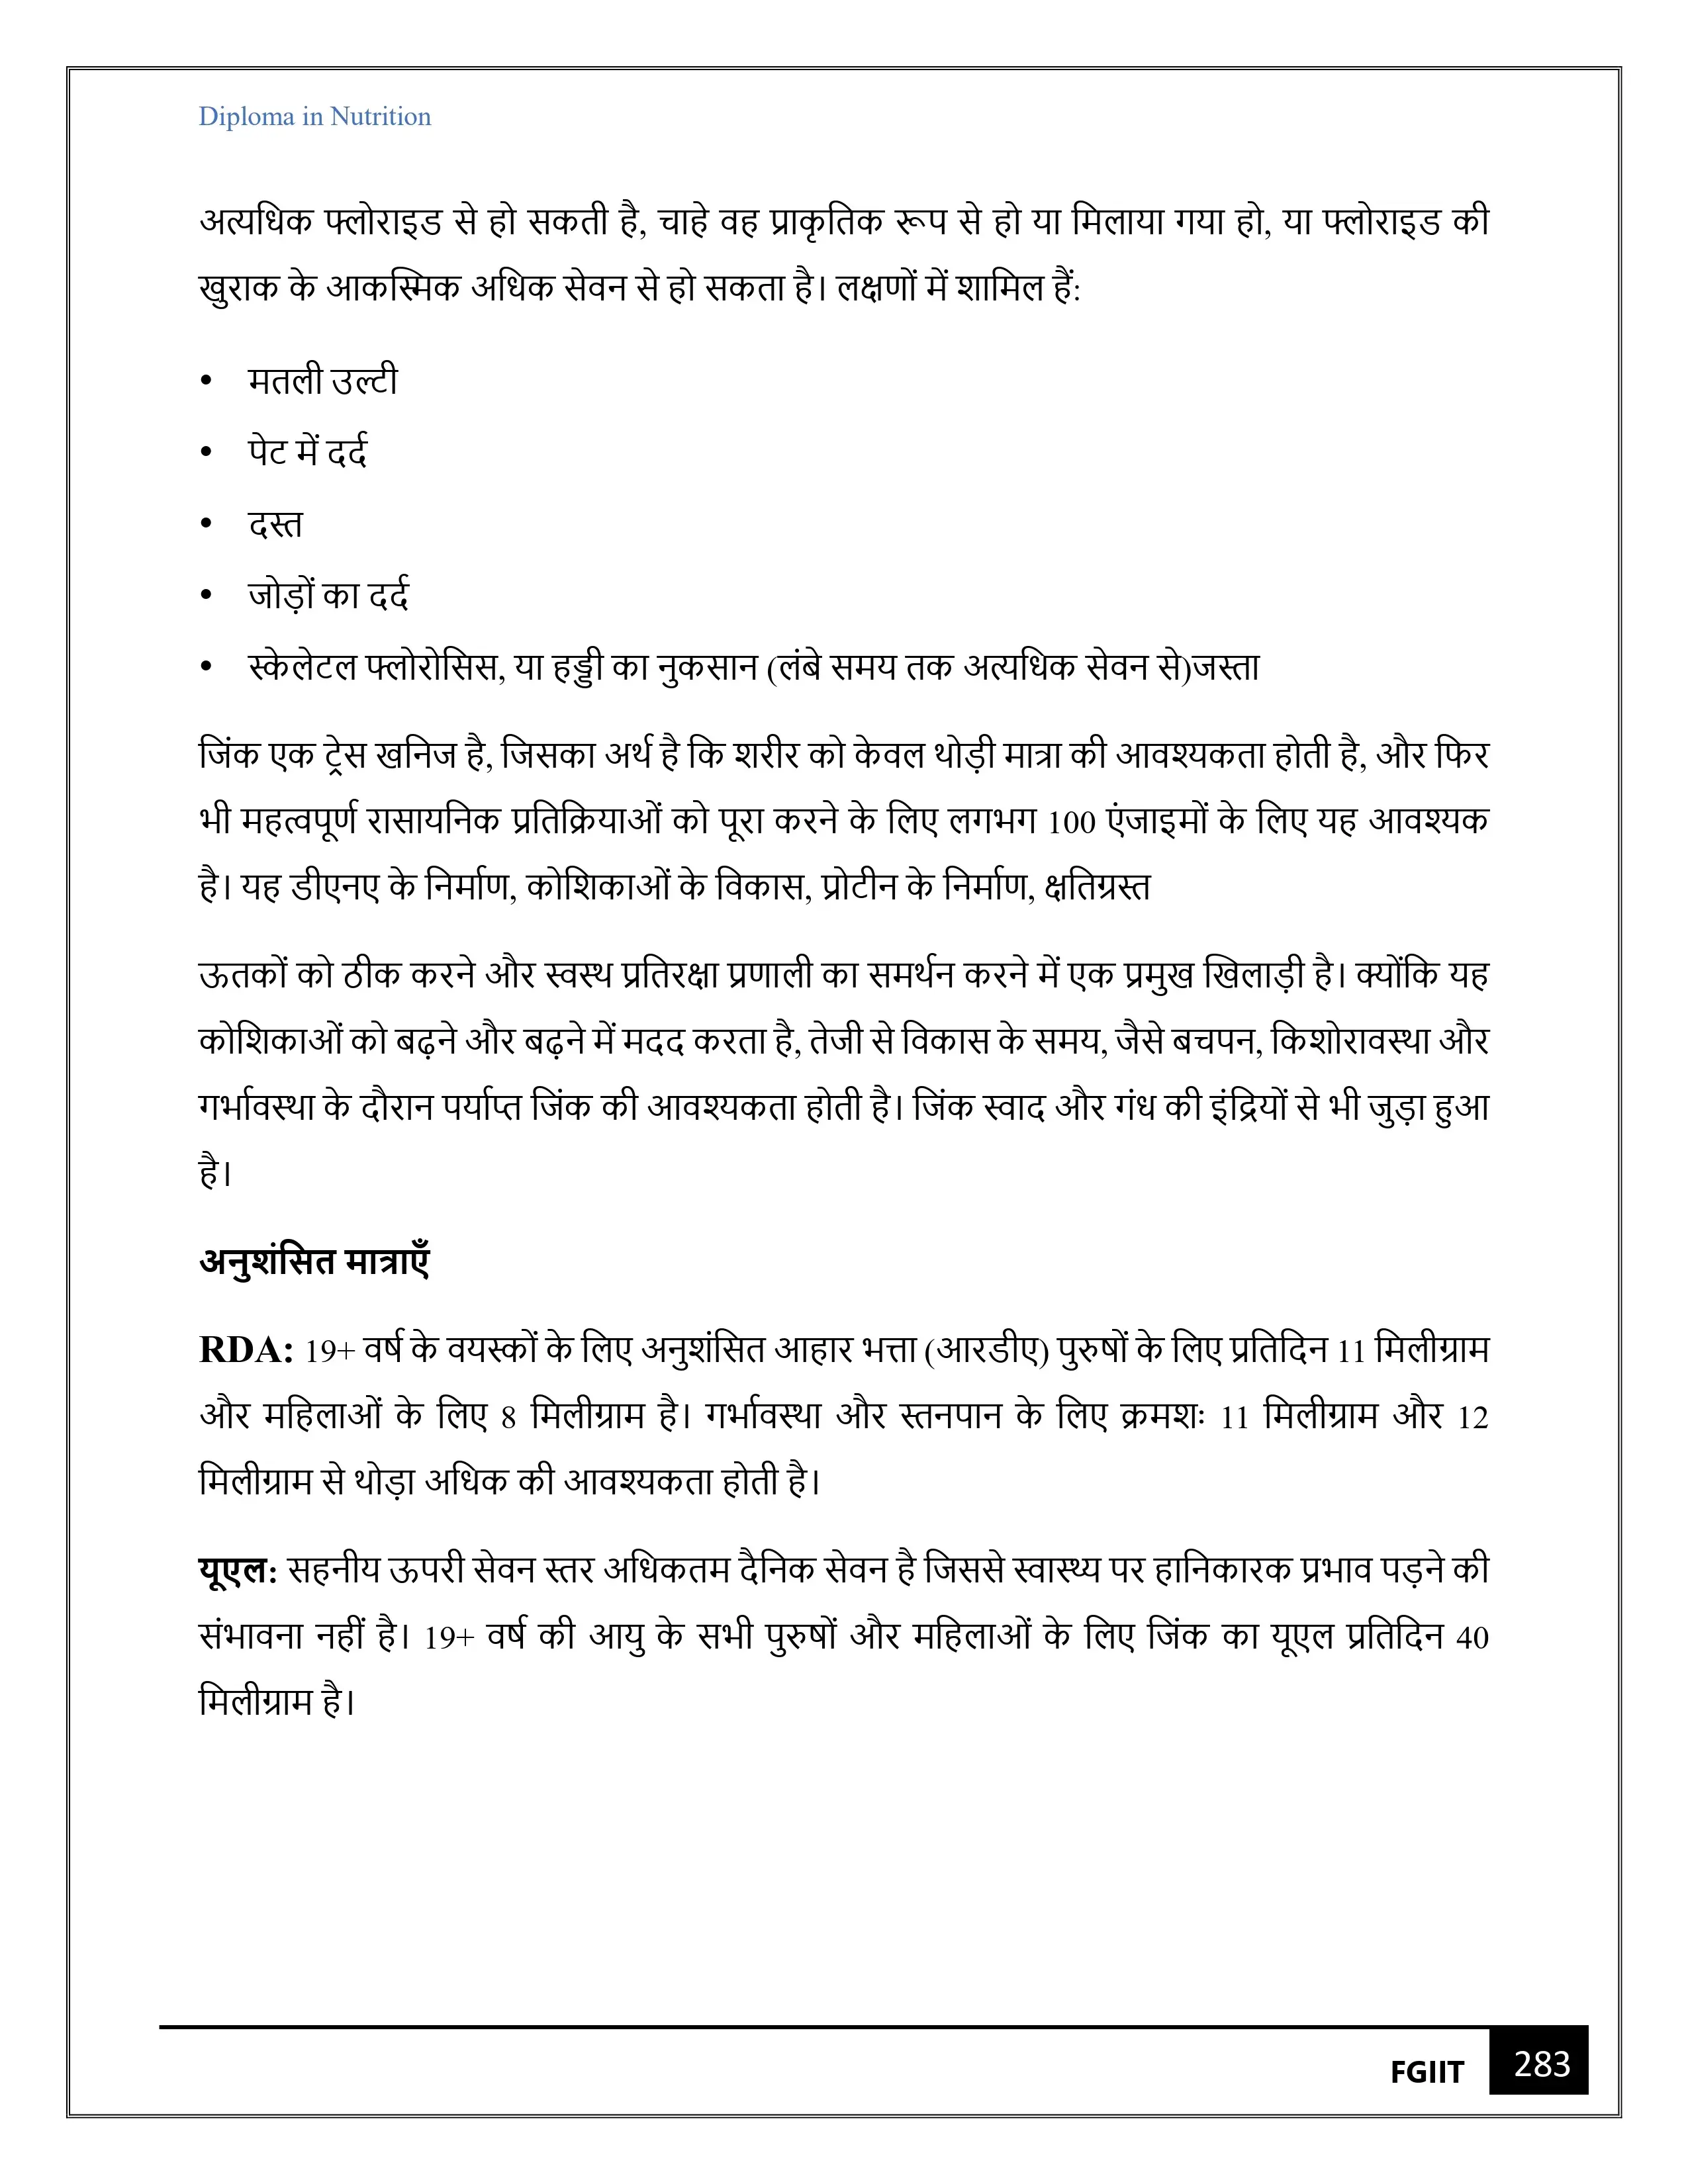 Diploma in Nutrition
अत्यधिक फ्लोराइड से हो सकती है, चाहे वह प्राकृतिक रूप से हो या मिलाया गया हो, या फ्लोराइड की
खुराक के आकस्मिक अधिक सेवन से हो सकता है। लक्षणों में शामिल हैं:
• मतली उल्टी
• पेट में दर्द
• दस्त
• जोड़ों का दर्द
• स्केलेटल फ्लोरोसिस, या हड्डी का नुकसान (लंबे समय तक अत्यधिक सेवन से)जस्ता
जिंक एक ट्रेस खनिज है, जिसका अर्थ है कि शरीर को केवल थोड़ी मात्रा की आवश्यकता होती है, और फिर
भी महत्वपूर्ण रासायनिक प्रतिक्रियाओं को पूरा करने के लिए लगभग 100 एंजाइमों के लिए यह आवश्यक
है। यह डीएनए के निर्माण, कोशिकाओं के विकास, प्रोटीन के निर्माण, क्षतिग्रस्त
ऊतकों को ठीक करने और स्वस्थ प्रतिरक्षा प्रणाली का समर्थन करने में एक प्रमुख खिलाड़ी है। क्योंकि यह
कोशिकाओं को बढ़ने और बढ़ने में मदद करता है, तेजी से विकास के समय, जैसे बचपन, किशोरावस्था और
गर्भावस्था के दौरान पर्याप्त जिंक की आवश्यकता होती है। जिंक स्वाद और गंध की इंद्रियों से भी जुड़ा हुआ
है।
अनुशंसित मात्राएँ
RDA: 19+ वर्ष के वयस्कों के लिए अनुशंसित आहार भत्ता (आरडीए) पुरुषों के लिए प्रतिदिन 11 मिलीग्राम
और महिलाओं के लिए 8 मिलीग्राम है। गर्भावस्था और स्तनपान के लिए क्रमशः 11 मिलीग्राम और 12
मिलीग्राम से थोड़ा अधिक की आवश्यकता होती है।
यूएल: सहनीय ऊपरी सेवन स्तर अधिकतम दैनिक सेवन है जिससे स्वास्थ्य पर हानिकारक प्रभाव पड़ने की
संभावना नहीं है। 19+ वर्ष की आयु के सभी पुरुषों और महिलाओं के लिए जिंक का यूएल प्रतिदिन 40
मिलीग्राम है।
FGIIT 283